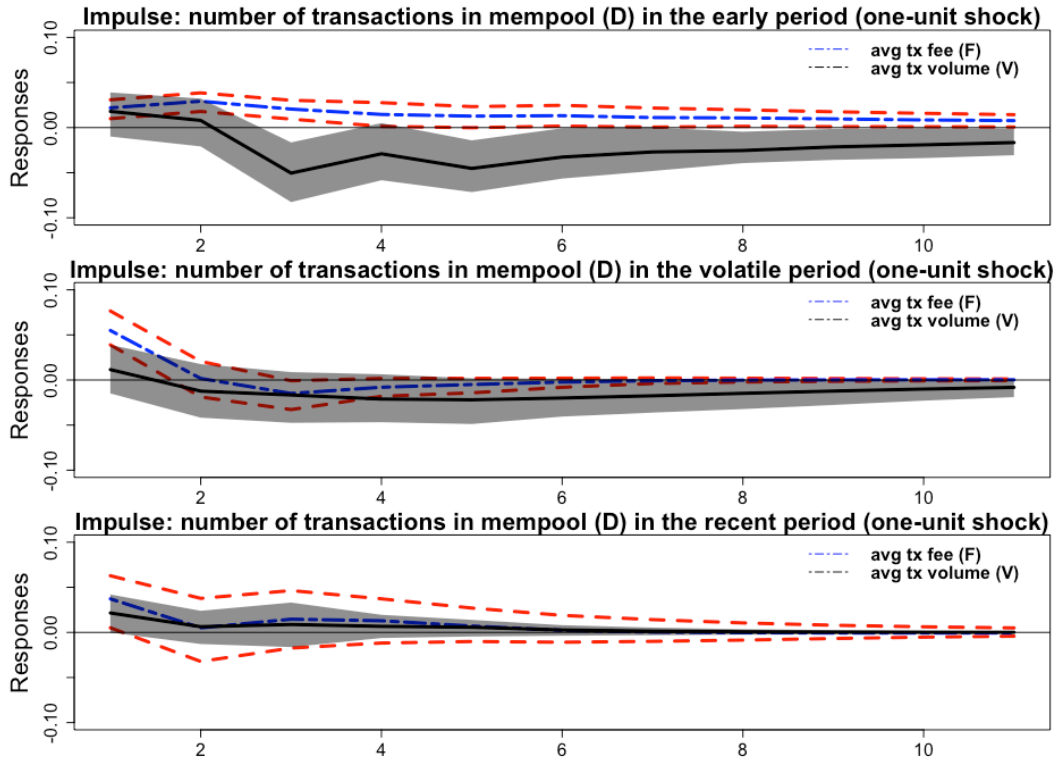 Impulse: number of transactions in mempool (D) in the early period (one-unit shock)
avg tx fee (F)
avg tx volume (V)
Responses
0.10
0.00
-0.10
2
4
6
8
10
Impulse: number of transactions in mempool (D) in the volatile period (one-unit shock)
avg tx fee (F)
avg tx volume (V)
Responses
0.10
0.00
-0.10
2
4
6
8
10
Impulse: number of transactions in mempool (D) in the recent period (one-unit shock)
avg tx fee (F)
avg tx volume (V)
Responses
0.10
0.00
-0.10
2
4
6
8
10